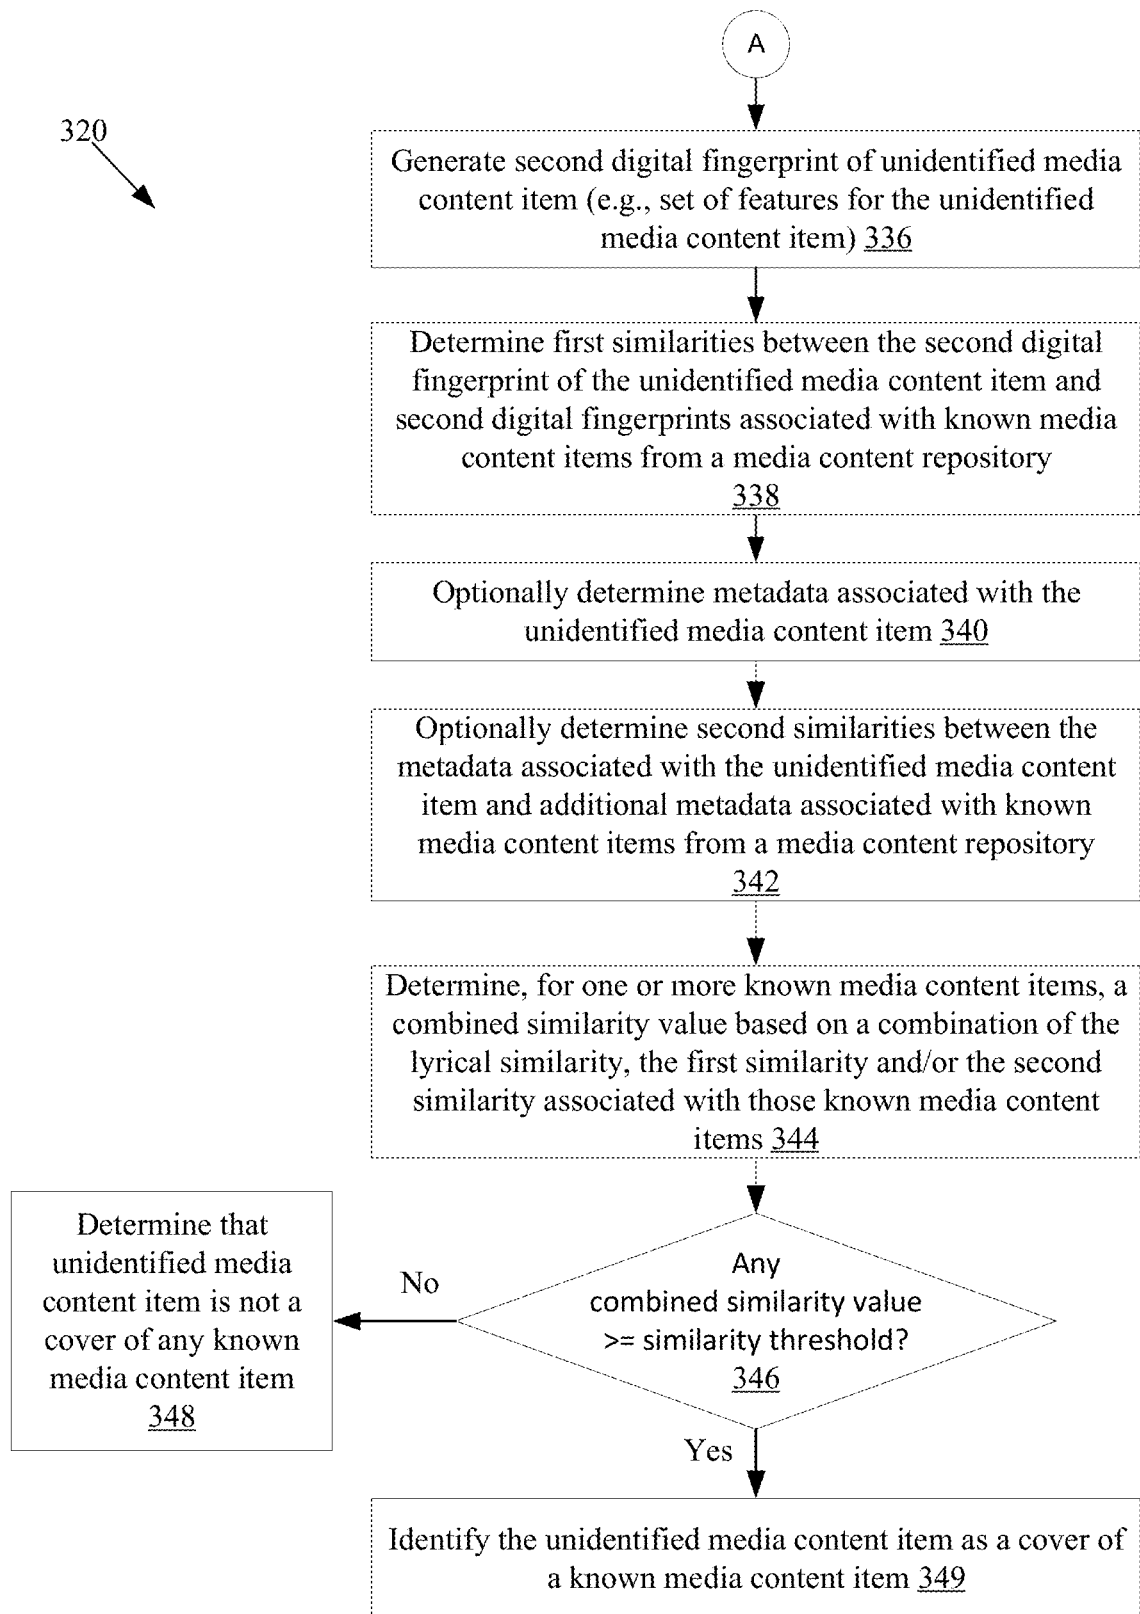 A
320
Generate second digital fingerprint of unidentified media
content item (e.g., set of features for the unidentified
media content item) 336
Determine first similarities between the second digital
fingerprint of the unidentified media content item and
second digital fingerprints associated with known media
content items from a media content repository
338
Optionally determine metadada associated with the
unidentified media content item 340
Optionally determine second similarities between the
metadada associated with the unidentified media content
item and additional metadada associated with known
media content items from a media content repository
342
Determine, for one or more known media content items, a
combined similarity value based on a combination of the
lyrical similarity, the first similarity and/or the second
similarity associated with those known media content
items 344
Any
combined similarity value
>= similarity threshold?
346
No
Determine that
unidentified media
content item is not a
cover of any known
media content item
348
Yes
Identify the unidentified media content item as a cover of
a known media content item 349